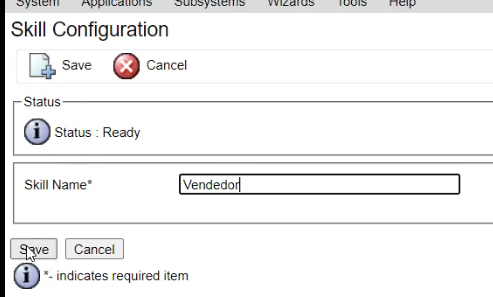 System Applications Subsystems Wizards Tools Help
Skill Configuration
Save Cancel
Status
Status : Ready
Skill Name* Vendedor
Save Cancel
*- indicates required item